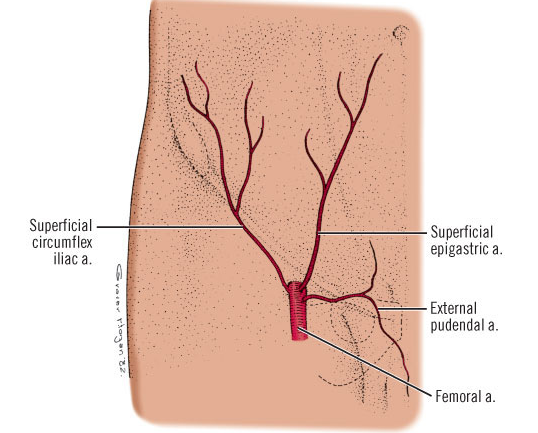 Superficial
circumflex
iliac a.
Superficial
epigastric a.
External
pudendal a.
Femoral a.